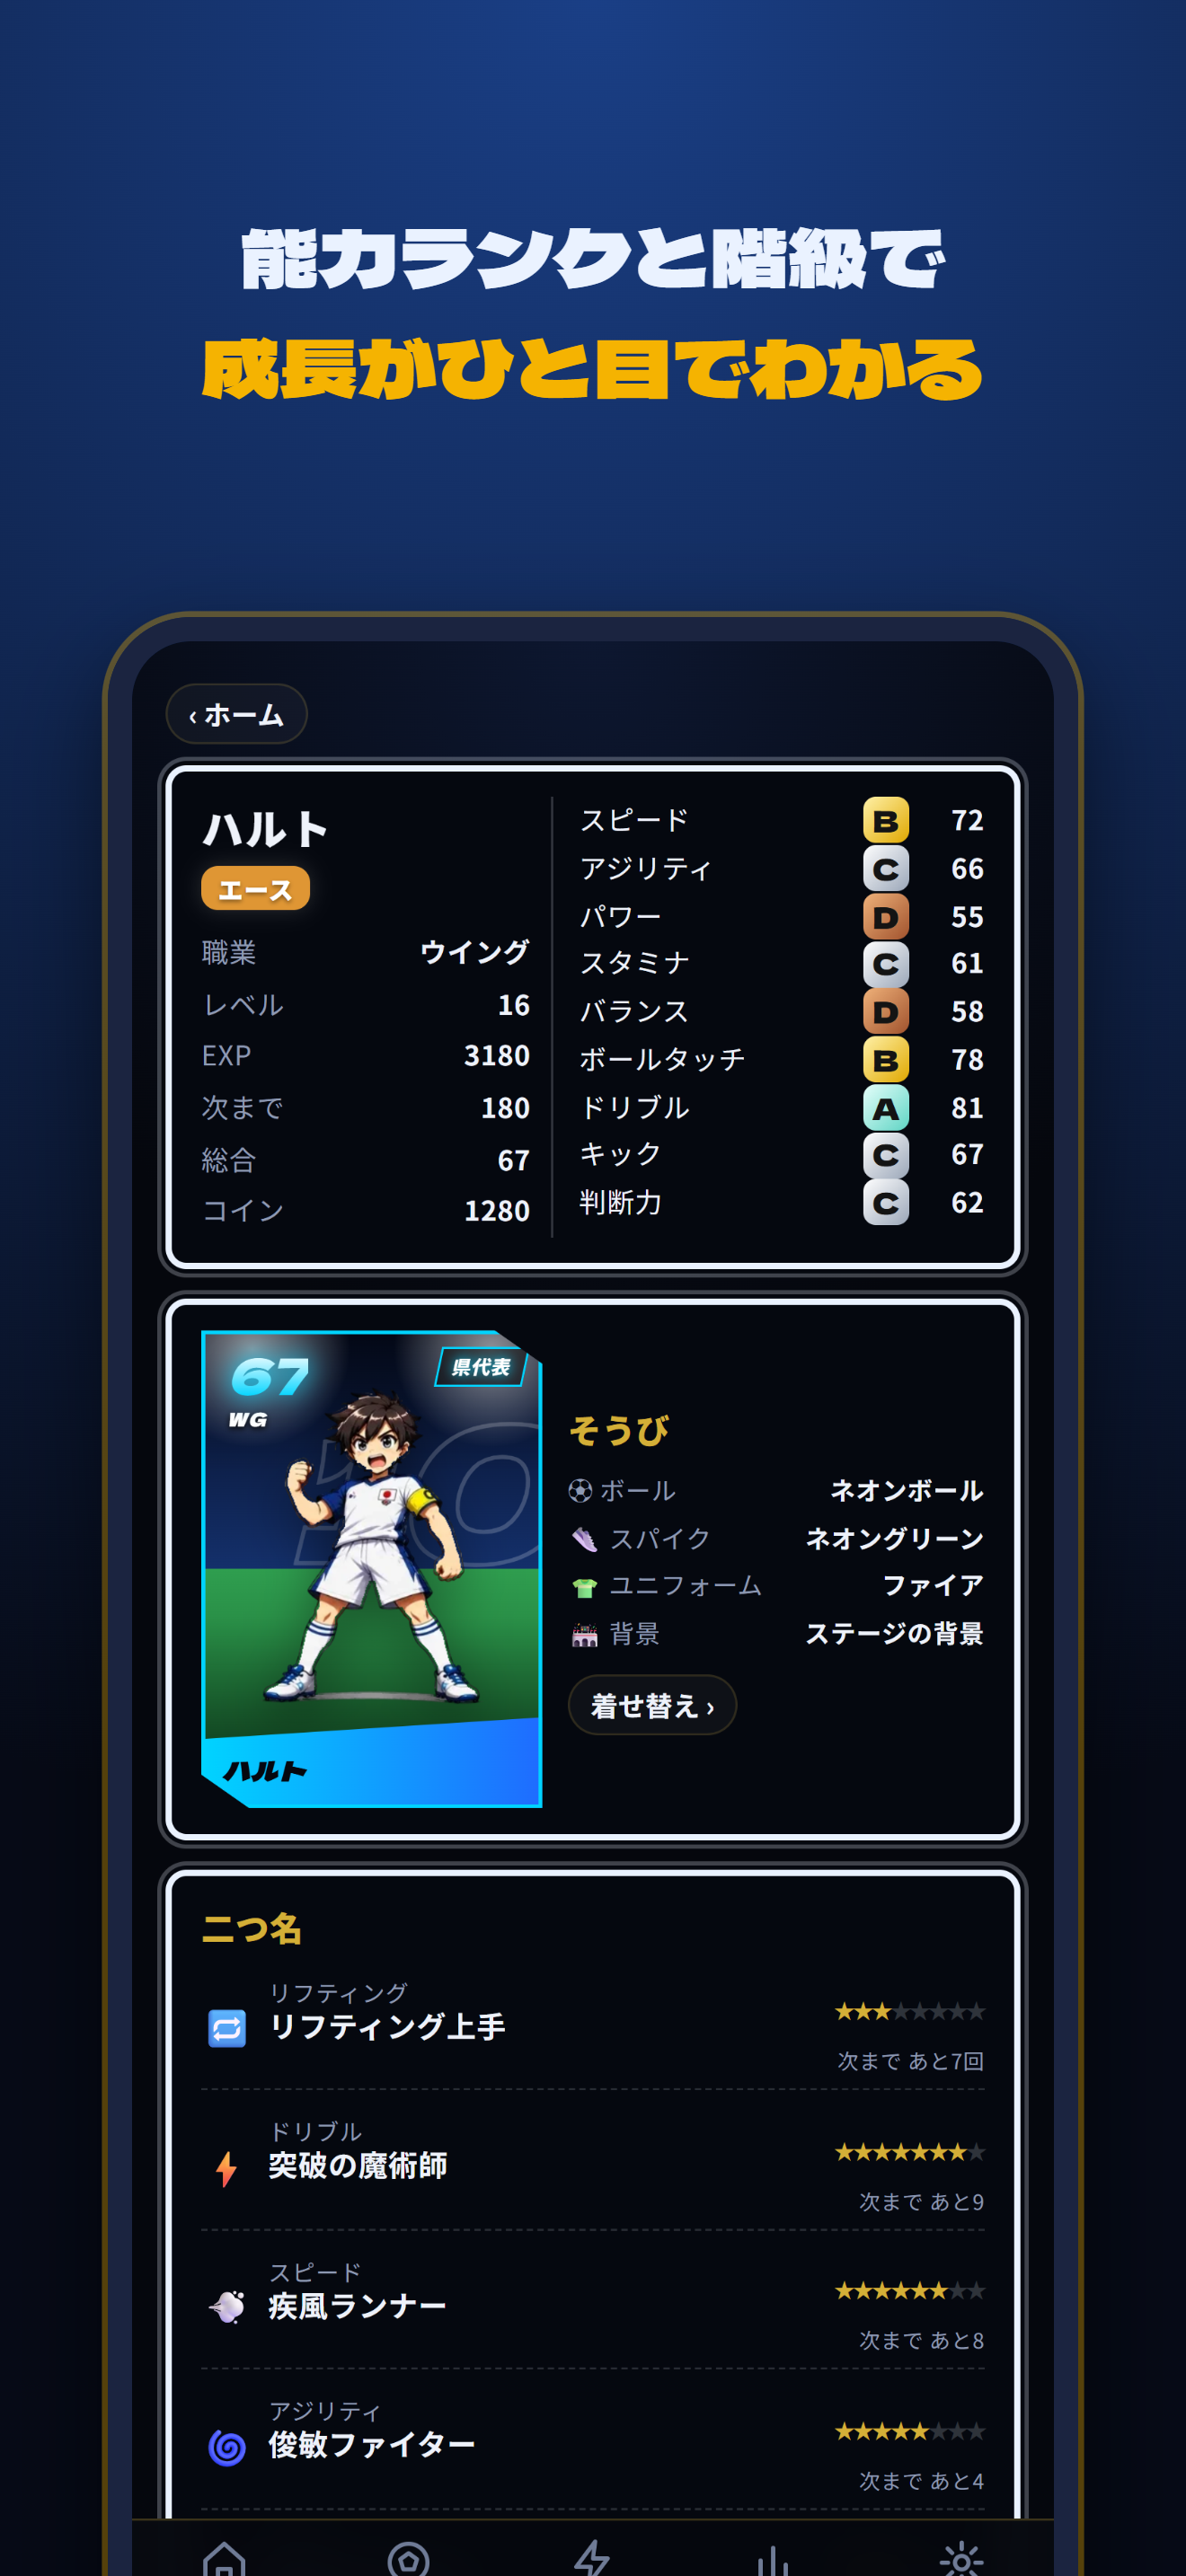 能力ランクと階級で
成長がひと目でわかる
‹ ホーム
ハルト
エース
職業 ウイング
レベル 16
EXP 3180
次まで 180
総合 67
コイン 1280
スピード B 72
アジリティ C 66
パワー D 55
スタミナ C 61
バランス D 58
ボールタッチ B 78
ドリブル A 81
キック C 67
判断力 C 62
67
県代表
WG
10
ハルト
そうび
ボール ネオンボール
スパイク ネオングリーン
ユニフォーム ファイア
背景 ステージの背景
着せ替え ›
二つ名
リフティング
リフティング上手
★★★★★★★★
次まで あと7回
ドリブル
突破の魔術師
★★★★★★★★
次まで あと9
スピード
疾風ランナー
★★★★★★★★
次まで あと8
アジリティ
俊敏ファイター
★★★★★★★★
次まで あと4